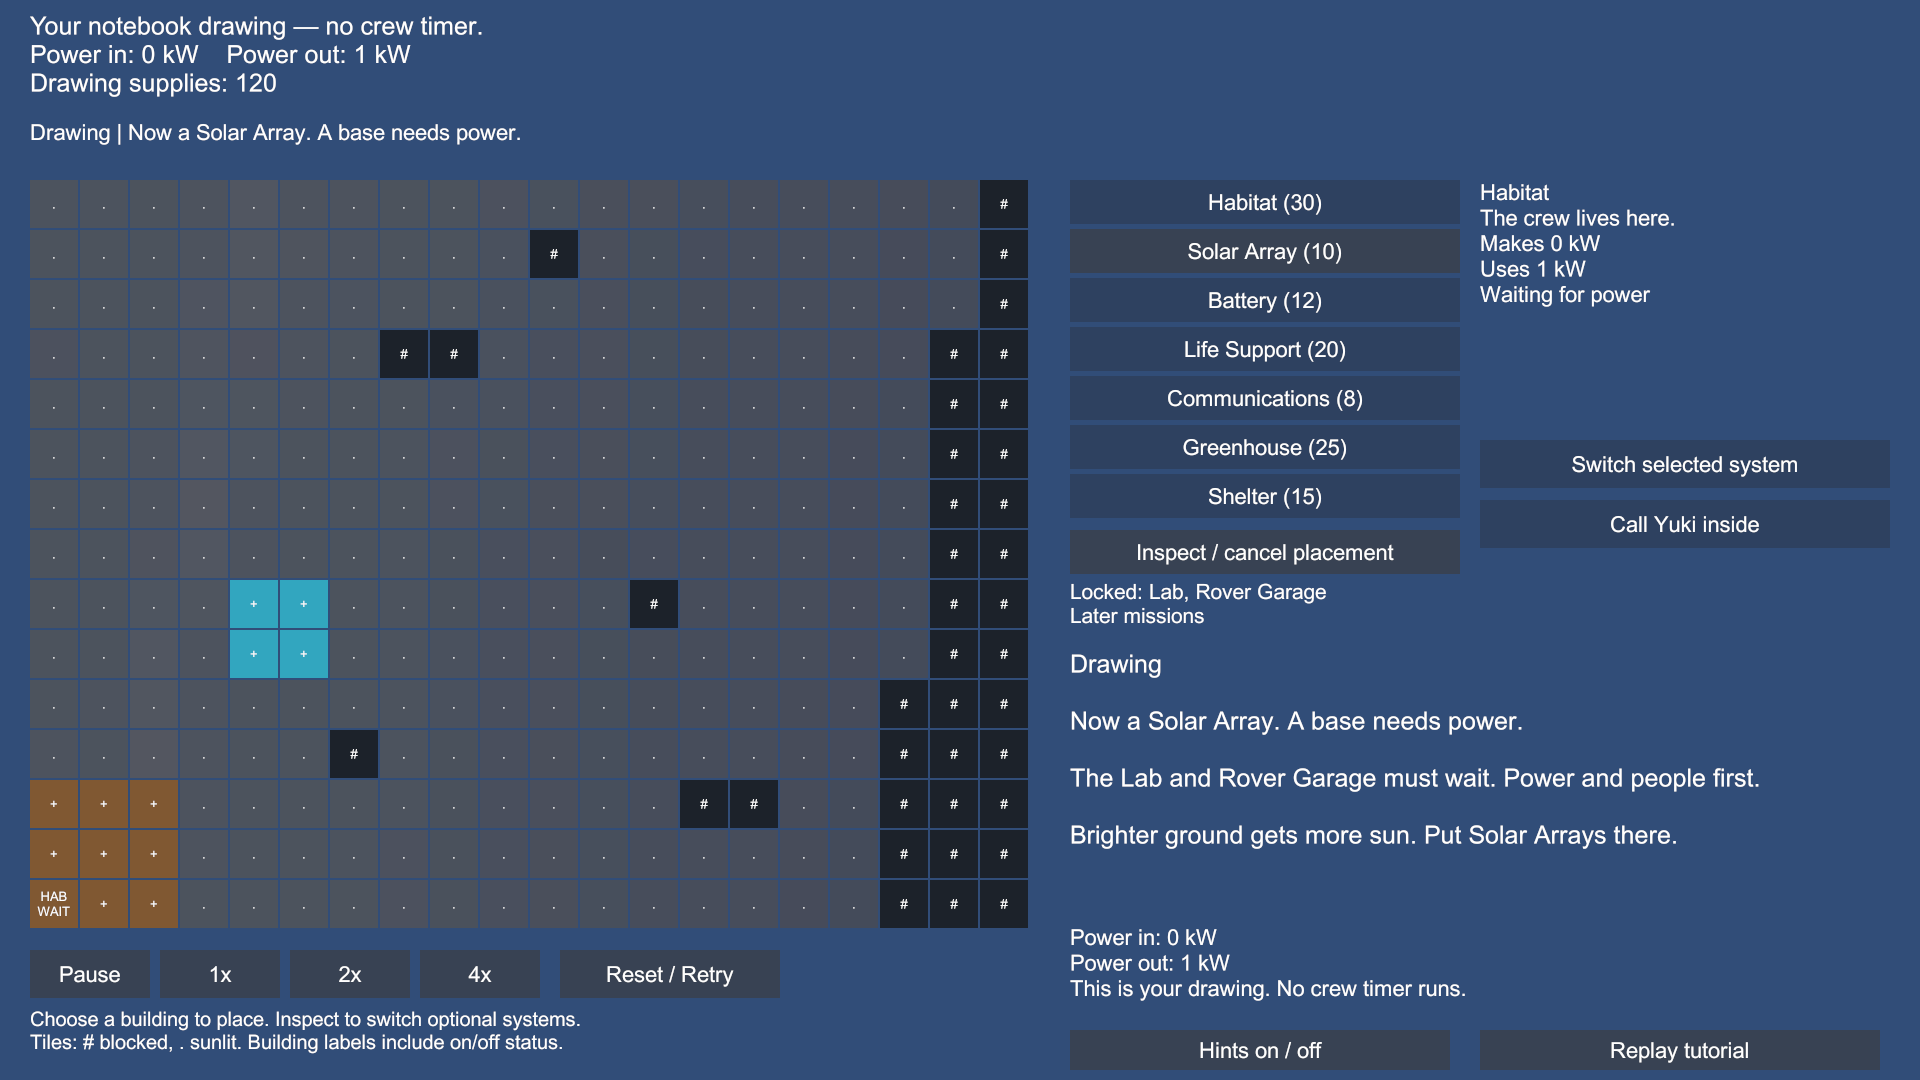 Your notebook drawing — no crew timer.
Power in: 0 kW    Power out: 1 kW
Drawing supplies: 120
Drawing | Now a Solar Array. A base needs power.
. . . . . . . . . . . . . . . . . . . #
. . . . . . . . . . # . . . . . . . . #
. . . . . . . . . . . . . . . . . . . #
. . . . . . . # # . . . . . . . . . # #
. . . . . . . . . . . . . . . . . . # #
. . . . . . . . . . . . . . . . . . # #
. . . . . . . . . . . . . . . . . . # #
. . . . . . . . . . . . . . . . . . # #
. . . . + + . . . . . . # . . . . . # #
. . . . + + . . . . . . . . . . . . # #
. . . . . . . . . . . . . . . . . # # #
. . . . . . # . . . . . . . . . . # # #
+ + + . . . . . . . . . . # # . . # # #
+ + + . . . . . . . . . . . . . . # # #
HAB
WAIT + + . . . . . . . . . . . . . . # # #
Pause
1x
2x
4x
Reset / Retry
Choose a building to place. Inspect to switch optional systems.
Tiles: # blocked, . sunlit. Building labels include on/off status.
Habitat (30)
Solar Array (10)
Battery (12)
Life Support (20)
Communications (8)
Greenhouse (25)
Shelter (15)
Inspect / cancel placement
Locked: Lab, Rover Garage
Later missions
Habitat
The crew lives here.
Makes 0 kW
Uses 1 kW
Waiting for power
Switch selected system
Call Yuki inside
Drawing
Now a Solar Array. A base needs power.
The Lab and Rover Garage must wait. Power and people first.
Brighter ground gets more sun. Put Solar Arrays there.
Power in: 0 kW
Power out: 1 kW
This is your drawing. No crew timer runs.
Hints on / off
Replay tutorial